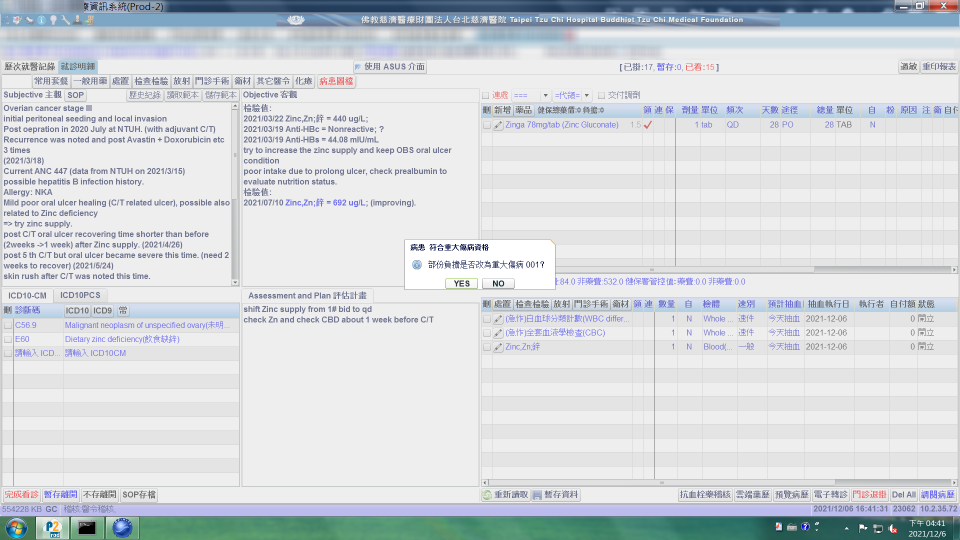 療資訊系統(Prod-2)
佛教慈濟醫療財團法人台北慈濟醫院 Taipei Tzu Chi Hospital Buddhist Tzu Chi Medical Foundation
歷次就醫記錄 就診明細
使用 ASUS 介面
[已掛:17, 暫存:0, 已看:15 ]
過敏 重印報表
常用套餐 一般用藥 處置 檢查檢驗 放射 門診手術 衛材 其它醫令 化療 病患圖檔
Subjective 主觀 SOP 歷史紀錄 讀取範本 儲存範本
Overian cancer stage III
initial peritoneal seeding and local invasion
Post oepration in 2020 July at NTUH. (with adjuvant C/T)
Recurrence was noted and post Avastin + Doxorubicin etc
3 times
(2021/3/18)
Current ANC 447 (data from NTUH on 2021/3/15)
possible hepatitis B infection history.
Allergy: NKA
Mild poor oral ulcer healing (C/T related ulcer), possible also
related to Zinc deficiency
=> try zinc supply.
post C/T oral ulcer recovering time shorter than before
(2weeks ->1 week) after Zinc supply. (2021/4/26)
post 5 th C/T but oral ulcer became severe this time. (need 2
weeks to recover) (2021/5/24)
skin rush after C/T was noted this time.
Objective 客觀
檢驗值:
2021/03/22 Zinc,Zn;鋅 = 440 ug/L;
2021/03/19 Anti-HBc = Nonreactive; ?
2021/03/19 Anti-HBs = 44.08 mIU/mL
try to increase the zinc supply and keep OBS oral ulcer
condition
poor intake due to prolong ulcer, check prealbumin to
evaluate nutrition status.
檢驗值:
2021/07/10 Zinc,Zn;鋅 = 692 ug/L; (improving).
連處 === =代碼= 交付調劑
刪 新增 藥品 健保總藥價:0 自費:0 領 連 保 劑量 單位 頻次 天數 途徑 總量 單位 自 粉 原因 注 衛 自付
Zinga 78mg/tab (Zinc Gluconate) 1.5 1 tab QD 28 PO 28 TAB N
病患 符合重大傷病資格
部份負擔是否改為重大傷病 001?
YES NO
:84.0 非藥費:532.0 健保署管控值:藥費:0.0 非藥費:0.0
ICD10-CM ICD10PCS
刪 診斷碼 ICD10 ICD9 常
C56.9 Malignant neoplasm of unspecified ovary(未明...
E60 Dietary zinc deficiency(飲食缺鋅)
請輸入 ICD... 請輸入 ICD10CM
Assessment and Plan 評估計畫
shift Zinc supply from 1# bid to qd
check Zn and check CBD about 1 week before C/T
刪 處置 檢查檢驗 放射 門診手術 衛材 領 連 數量 自 檢體 速別 預計抽血 抽血執行日 執行者 自付額 狀態
(急作)白血球分類計數(WBC differ... 1 N Whole ... 速件 今天抽血 2021-12-06 0 開立
(急作)全套血液學檢查(CBC) 1 N Whole ... 速件 今天抽血 2021-12-06 0 開立
Zinc,Zn;鋅 1 N Blood(... 一般 今天抽血 2021-12-06 0 開立
完成看診 暫存離開 不存離開 SOP存檔
重新讀取 暫存資料
抗血栓藥稽核 雲端藥歷 預覽病歷 電子轉診 門診退掛 Del All 調閱病歷
554228 KB GC 稽核 醫令稽核,
2021/12/06 16:41:31 23062 10.2.35.72
下午 04:41
2021/12/6